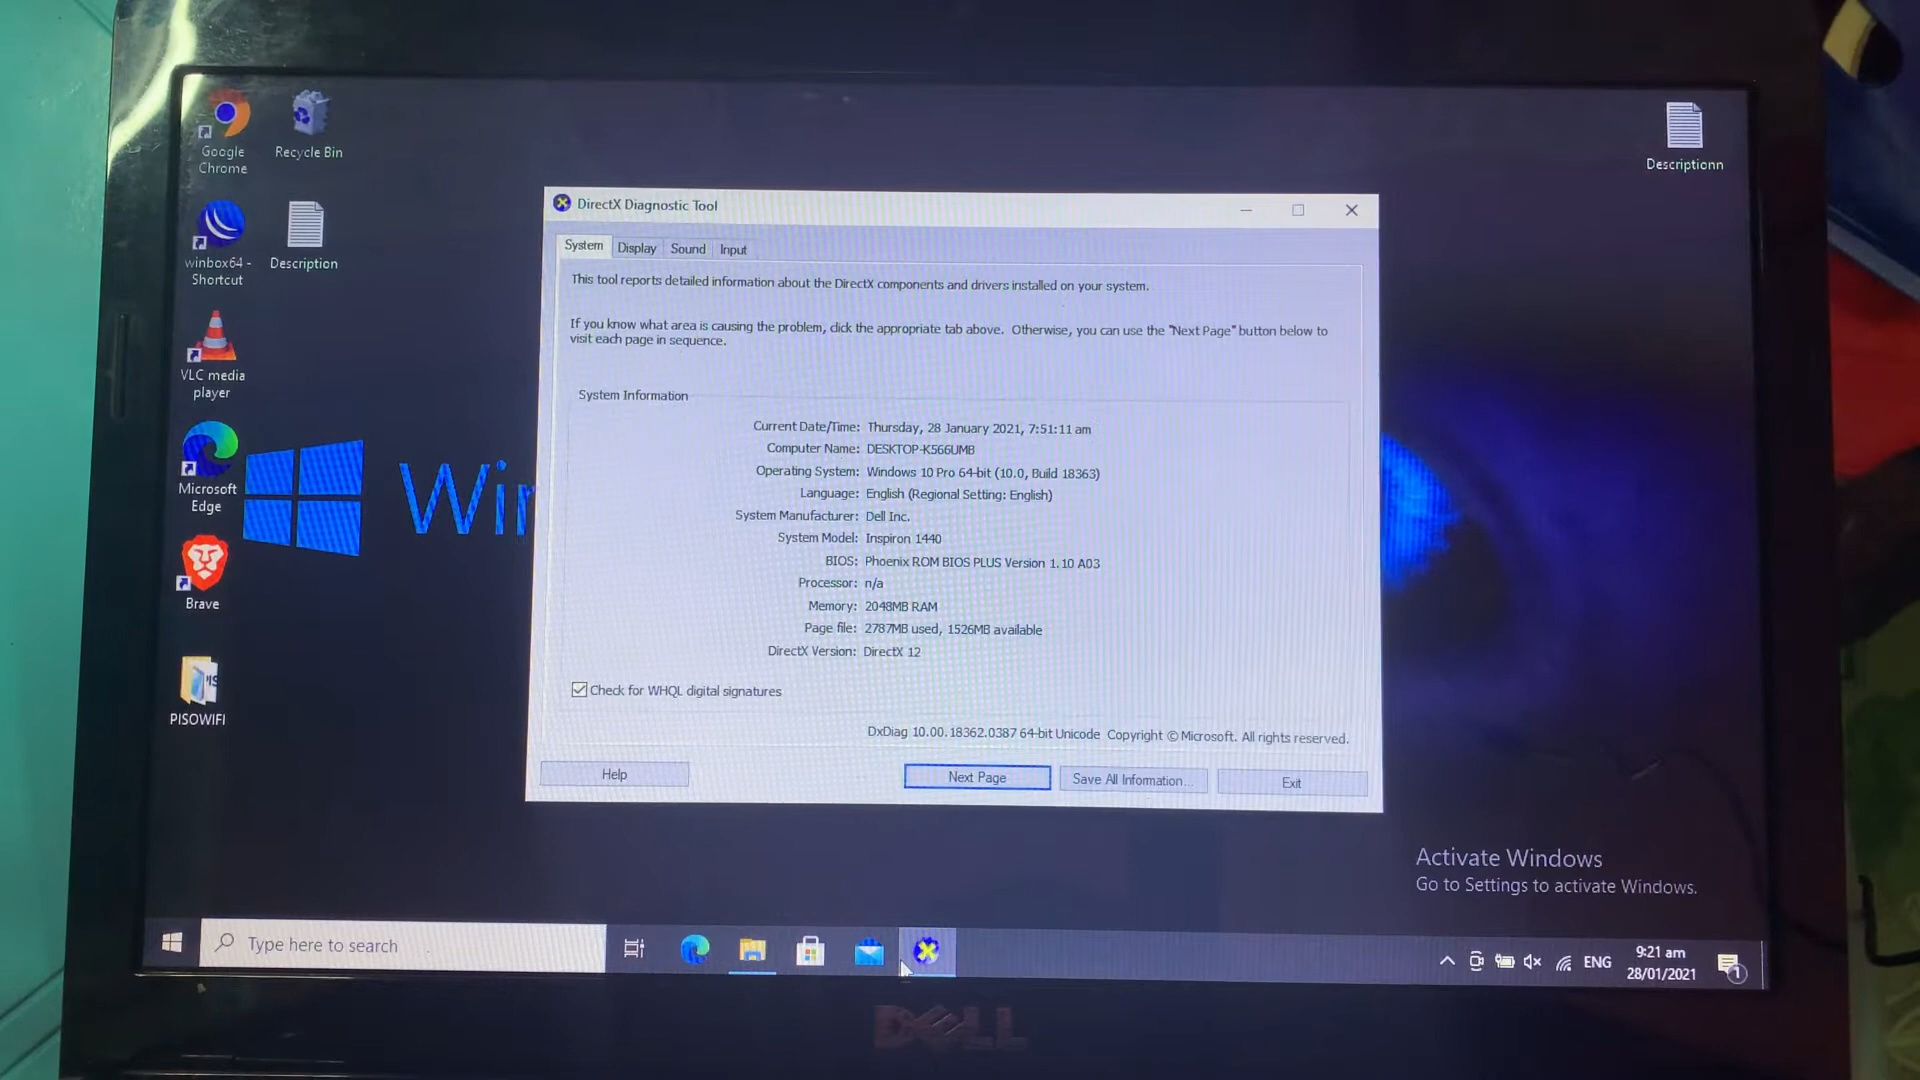 Google
Chrome
Recycle Bin
Descriptionn
winbox64 -
Shortcut
Description
VLC media
player
Microsoft
Edge
Brave
PISOWIFI
Win
DirectX Diagnostic Tool
System Display Sound Input
This tool reports detailed information about the DirectX components and drivers installed on your system.
If you know what area is causing the problem, click the appropriate tab above. Otherwise, you can use the "Next Page" button below to
visit each page in sequence.
System Information
Current Date/Time: Thursday, 28 January 2021, 7:51:11 am
Computer Name: DESKTOP-K566UMB
Operating System: Windows 10 Pro 64-bit (10.0, Build 18363)
Language: English (Regional Setting: English)
System Manufacturer: Dell Inc.
System Model: Inspiron 1440
BIOS: Phoenix ROM BIOS PLUS Version 1.10 A03
Processor: n/a
Memory: 2048MB RAM
Page file: 2787MB used, 1526MB available
DirectX Version: DirectX 12
Check for WHQL digital signatures
DxDiag 10.00.18362.0387 64-bit Unicode Copyright © Microsoft. All rights reserved.
Help Next Page Save All Information... Exit
Activate Windows
Go to Settings to activate Windows.
Type here to search
ENG
9:21 am
28/01/2021
1
DELL